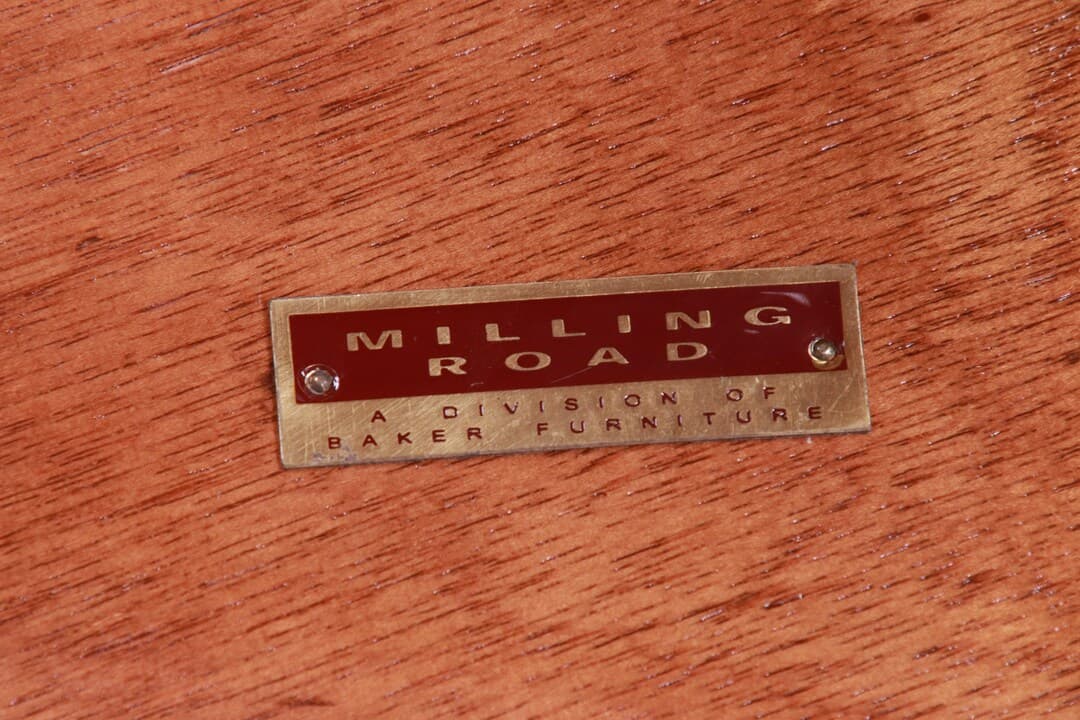 MILLING
ROAD
A DIVISION OF
BAKER FURNITURE